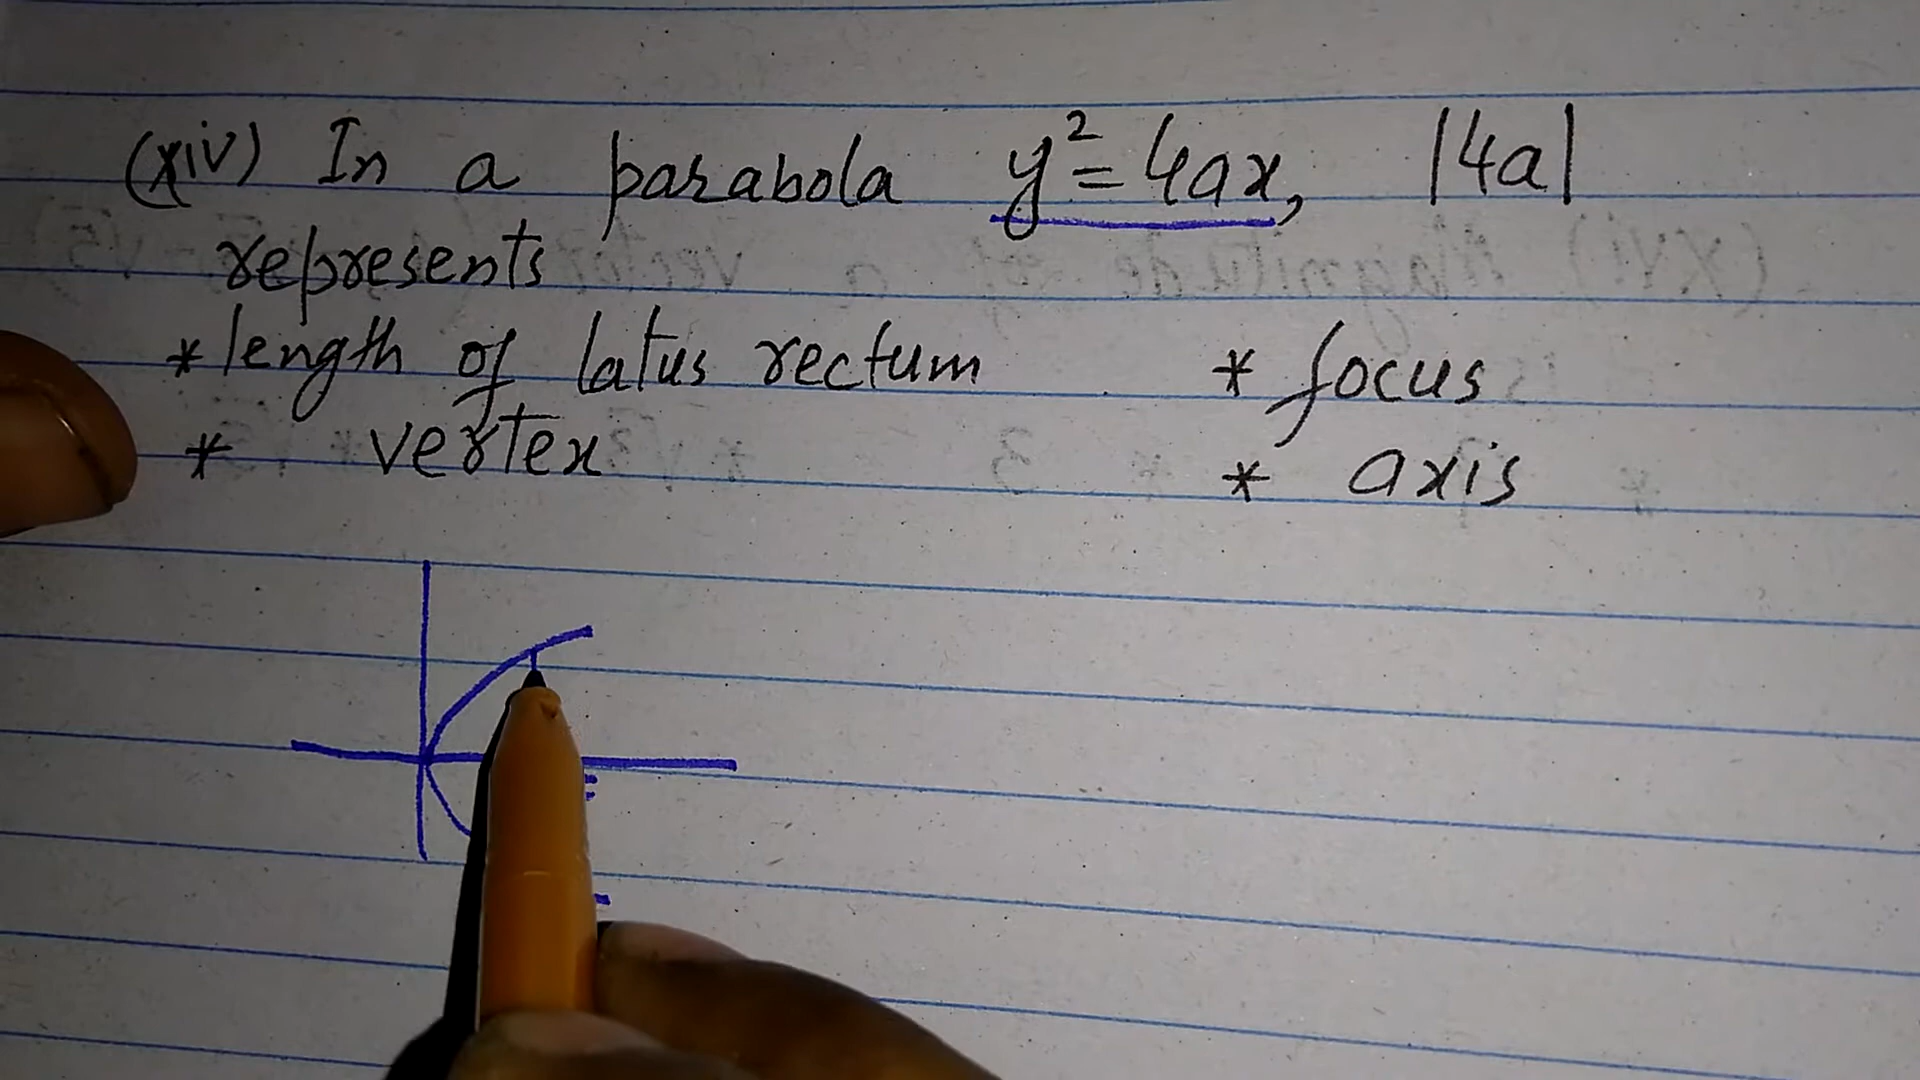 (xiv) In a parabola y² = 4ax, |4a|
represents
* length of latus rectum * focus
* vertex * axis